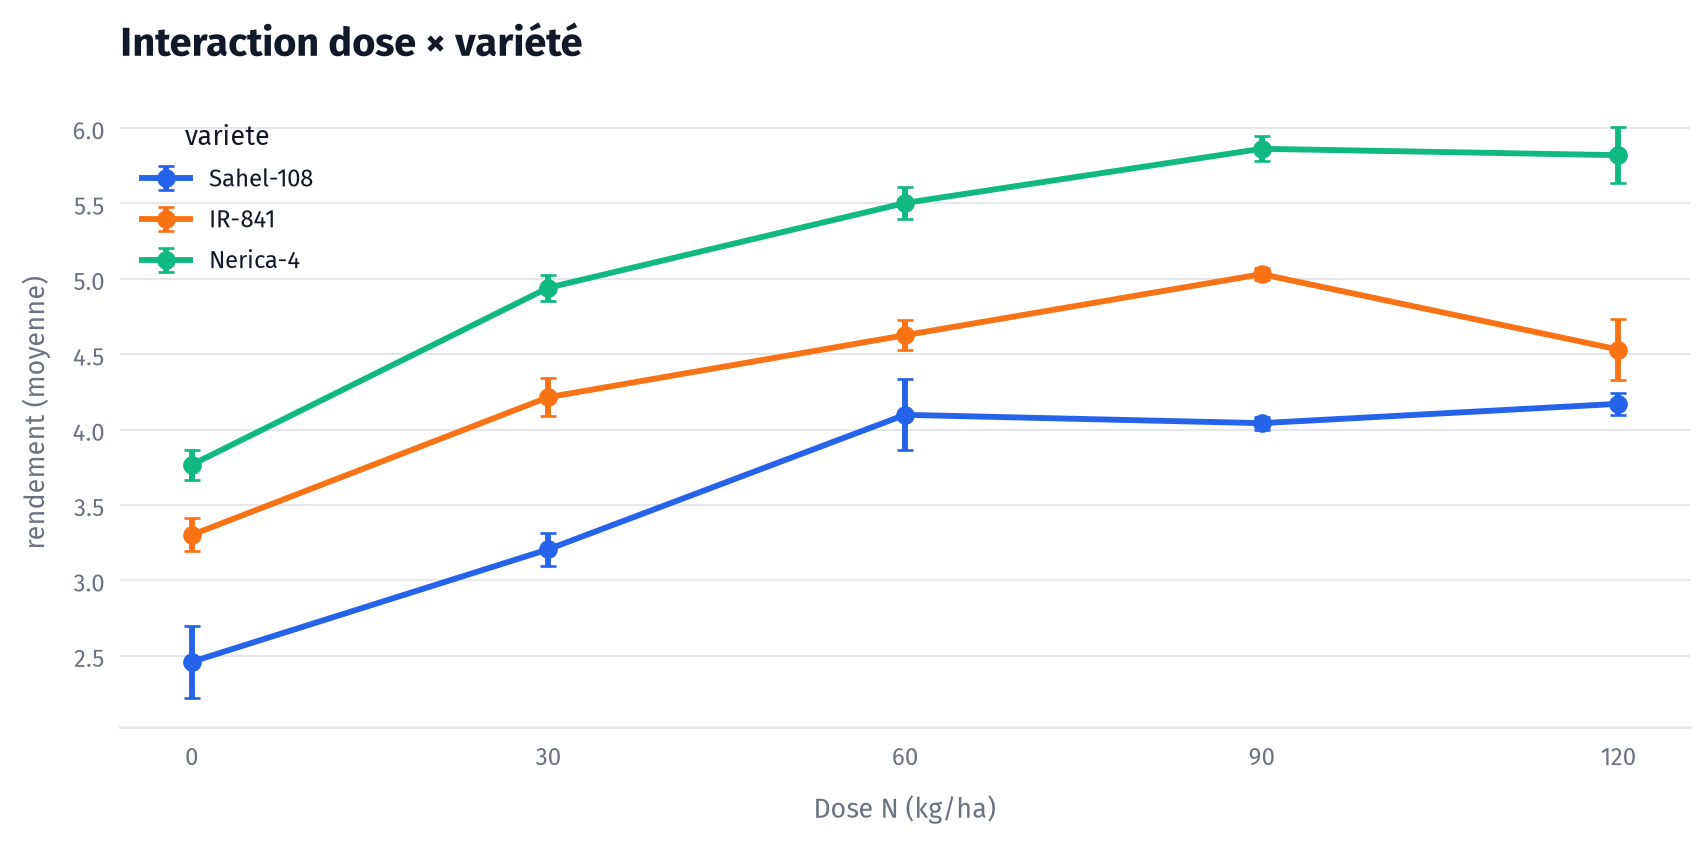 Interaction dose × variété
variete
Sahel-108
IR-841
Nerica-4
rendement (moyenne)
6.0
5.5
5.0
4.5
4.0
3.5
3.0
2.5
0
30
60
90
120
Dose N (kg/ha)